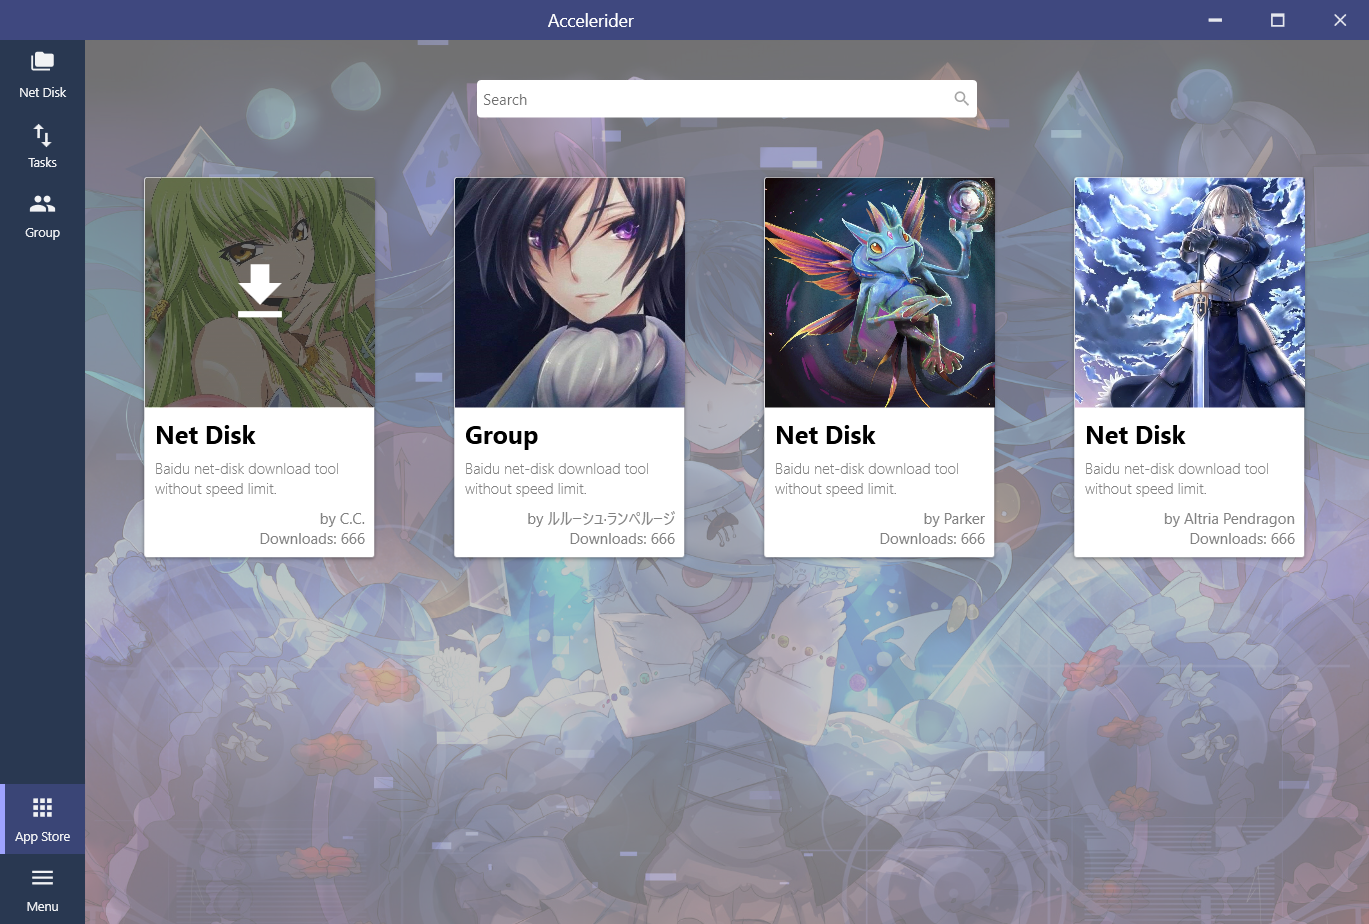 Accelerider
Net Disk
Tasks
Group
App Store
Menu
Search
Net Disk
Baidu net-disk download tool
without speed limit.
by C.C.
Downloads: 666
Group
Baidu net-disk download tool
without speed limit.
by ルルーシュ·ランペルージ
Downloads: 666
Net Disk
Baidu net-disk download tool
without speed limit.
by Parker
Downloads: 666
Net Disk
Baidu net-disk download tool
without speed limit.
by Altria Pendragon
Downloads: 666